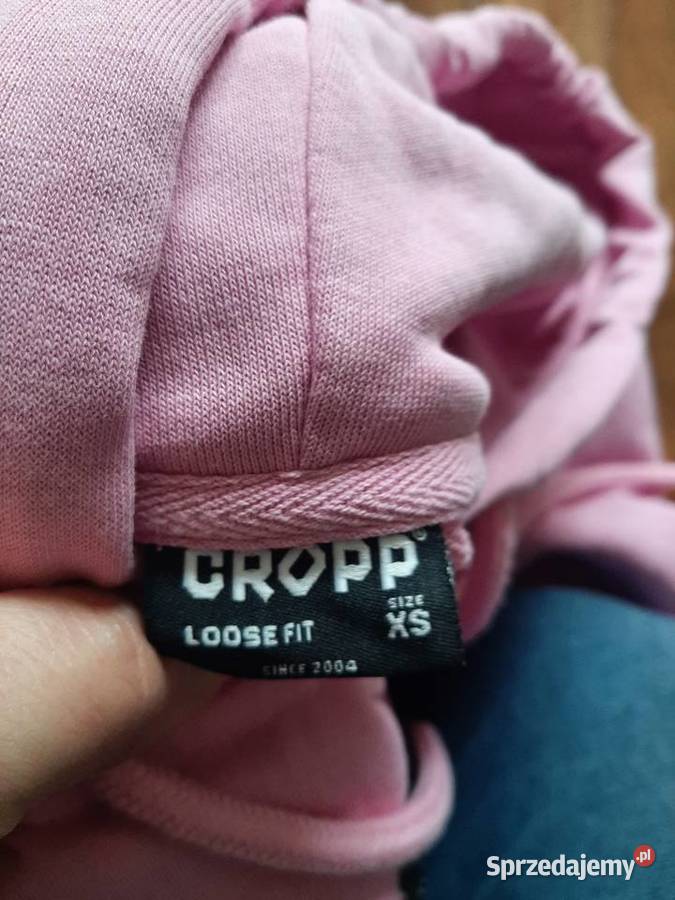 CROPP®
SIZE
LOOSE FIT XS
SINCE 2004
Sprzedajemy.pl